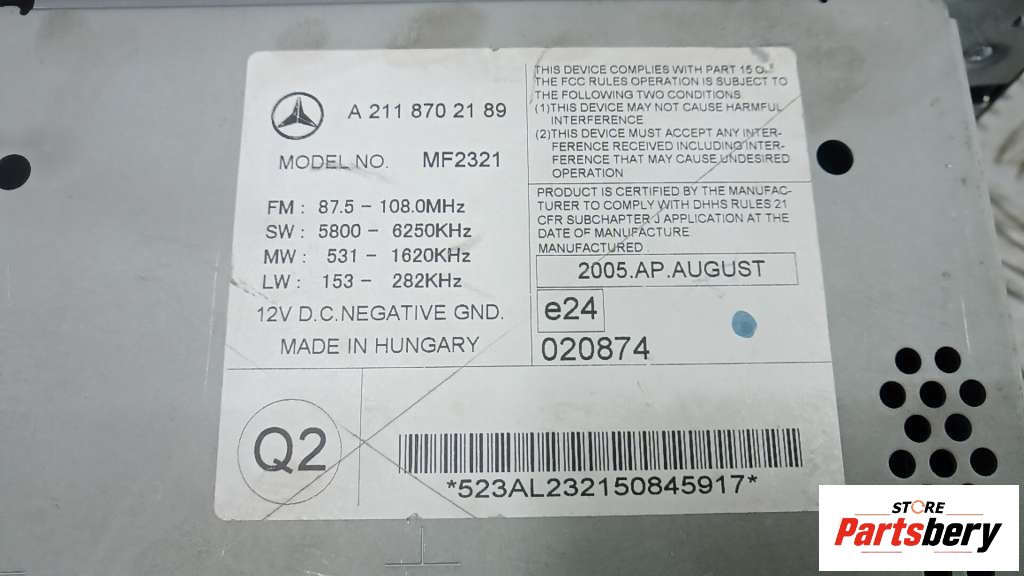 A 211 870 21 89
MODEL NO. MF2321
FM : 87.5 - 108.0MHz
SW : 5800 - 6250KHz
MW : 531 - 1620KHz
LW : 153 - 282KHz
12V D.C.NEGATIVE GND.
MADE IN HUNGARY
THIS DEVICE COMPLIES WITH PART 15 OF
THE FCC RULES OPERATION IS SUBJECT TO
THE FOLLOWING TWO CONDITIONS
(1)THIS DEVICE MAY NOT CAUSE HARMFUL
INTERFERENCE
(2)THIS DEVICE MUST ACCEPT ANY INTER-
FERENCE RECEIVED INCLUDING INTER-
FERENCE THAT MAY CAUSE UNDESIRED
OPERATION
PRODUCT IS CERTIFIED BY THE MANUFAC-
TURER TO COMPLY WITH DHHS RULES 21
CFR SUBCHAPTER J APPLICATION AT THE
DATE OF MANUFACTURE
MANUFACTURED
2005.AP.AUGUST
e24
020874
Q2
*523AL232150845917*
STORE
Partsbery